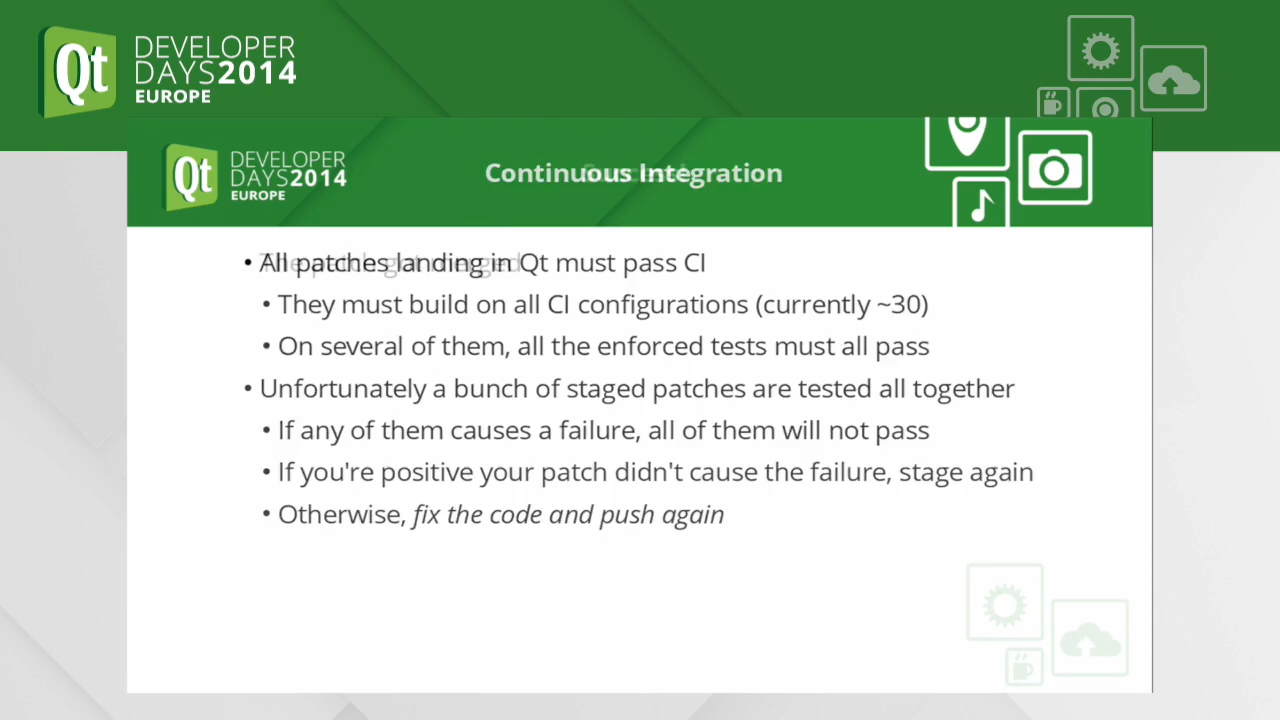 Qt DEVELOPER
DAYS2014
EUROPE
Qt DEVELOPER
DAYS2014
EUROPE
Continuous Integration
• All patches landing in Qt must pass CI
• They must build on all CI configurations (currently ~30)
• On several of them, all the enforced tests must all pass
• Unfortunately a bunch of staged patches are tested all together
• If any of them causes a failure, all of them will not pass
• If you're positive your patch didn't cause the failure, stage again
• Otherwise, fix the code and push again